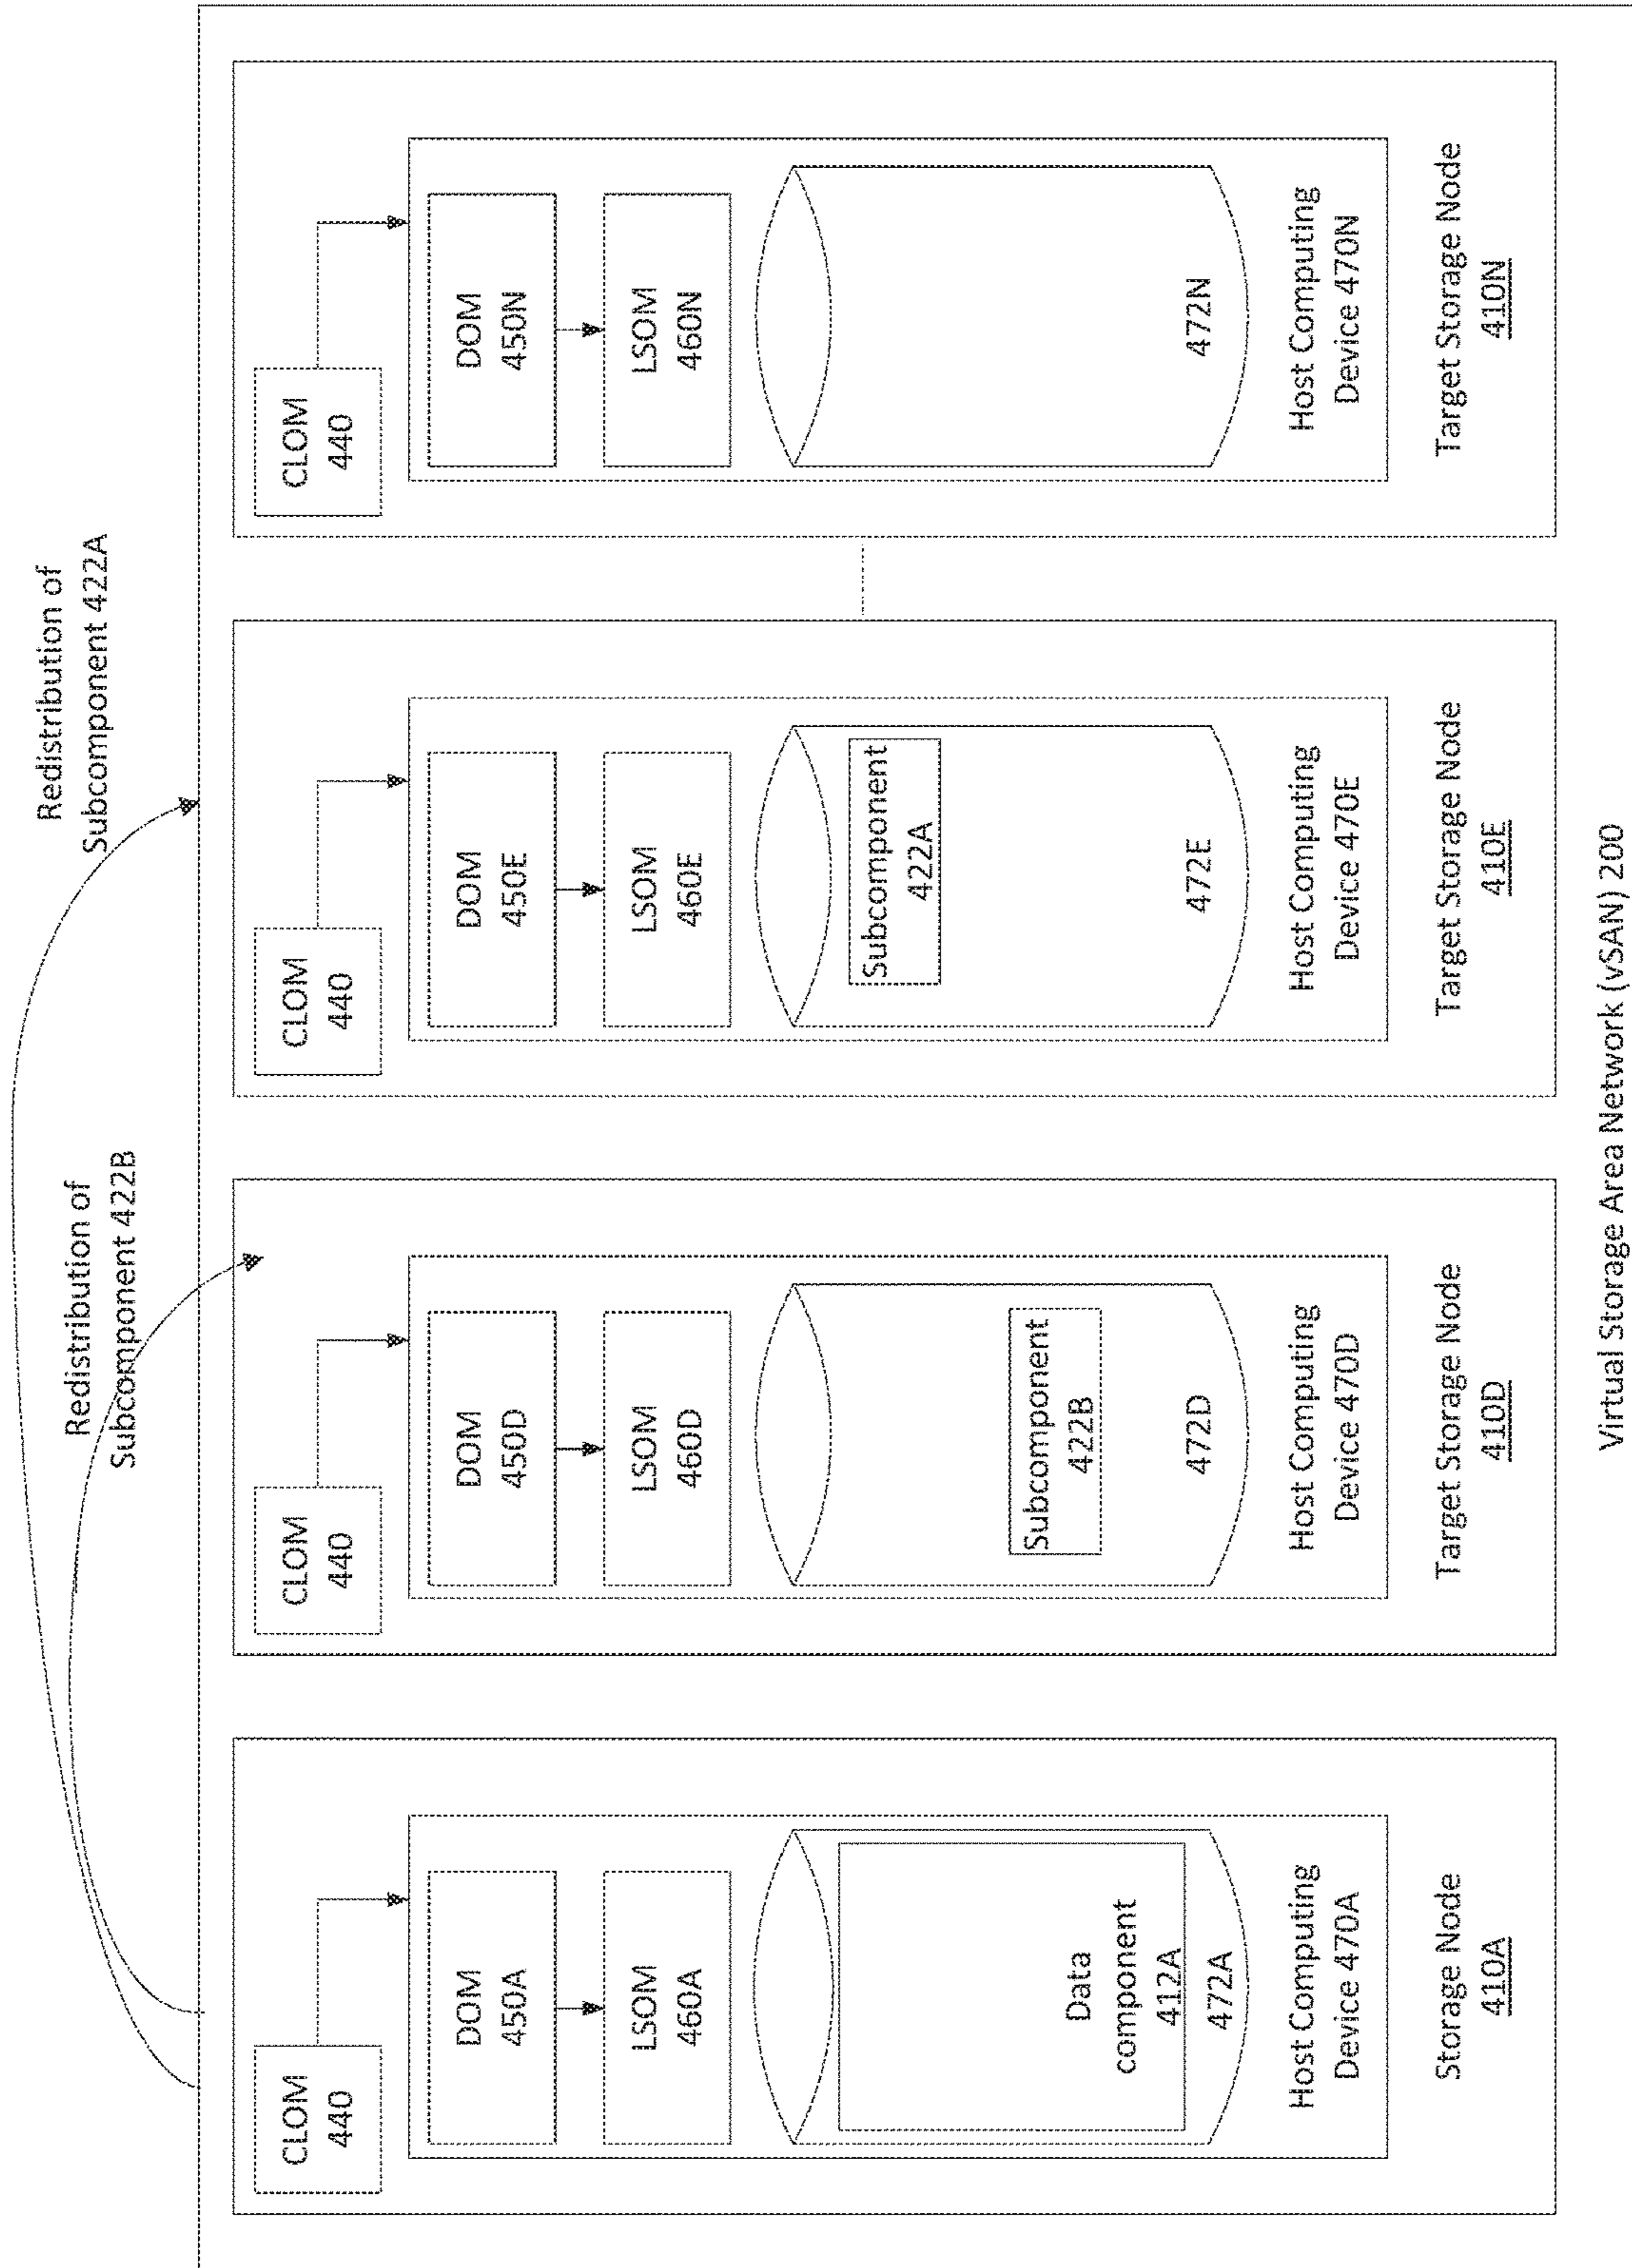 Redistribution of
Subcomponent 422A
Redistribution of
Subcomponent 422B
CLOM
440
DOM
450A
LSOM
460A
Data
component
412A
472A
Host Computing
Device 470A
Storage Node
410A
CLOM
440
DOM
450D
LSOM
460D
Subcomponent
422B
472D
Host Computing
Device 470D
Target Storage Node
410D
CLOM
440
DOM
450E
LSOM
460E
Subcomponent
422A
472E
Host Computing
Device 470E
Target Storage Node
410E
CLOM
440
DOM
450N
LSOM
460N
472N
Host Computing
Device 470N
Target Storage Node
410N
Virtual Storage Area Network (vSAN) 200